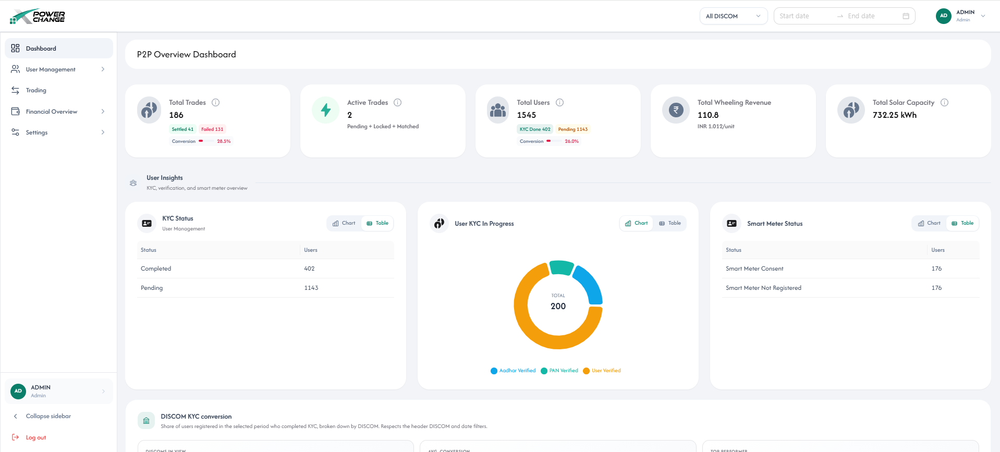 POWER
CHANGE
All DISCOM
Start date
End date
AD
ADMIN
Admin
Dashboard
User Management
Trading
Financial Overview
Settings
P2P Overview Dashboard
Total Trades
186
Settled 41
Failed 131
Conversion
28.5%
Active Trades
2
Pending + Locked + Matched
Total Users
1545
KYC Done 402
Pending 1143
Conversion
26.0%
Total Wheeling Revenue
110.8
INR 1.012/unit
Total Solar Capacity
732.25 kWh
User Insights
KYC, verification, and smart meter overview
KYC Status
User Management
Chart
Table
Status
Users
Completed
402
Pending
1143
User KYC In Progress
Chart
Table
TOTAL
200
Aadhar Verified
PAN Verified
User Verified
Smart Meter Status
Chart
Table
Status
Users
Smart Meter Consent
176
Smart Meter Not Registered
176
AD
ADMIN
Admin
Collapse sidebar
Log out
DISCOM KYC conversion
Share of users registered in the selected period who completed KYC, broken down by DISCOM. Respects the header DISCOM and date filters.
DISCOMS IN VIEW
AVG. CONVERSION
TOP PERFORMER